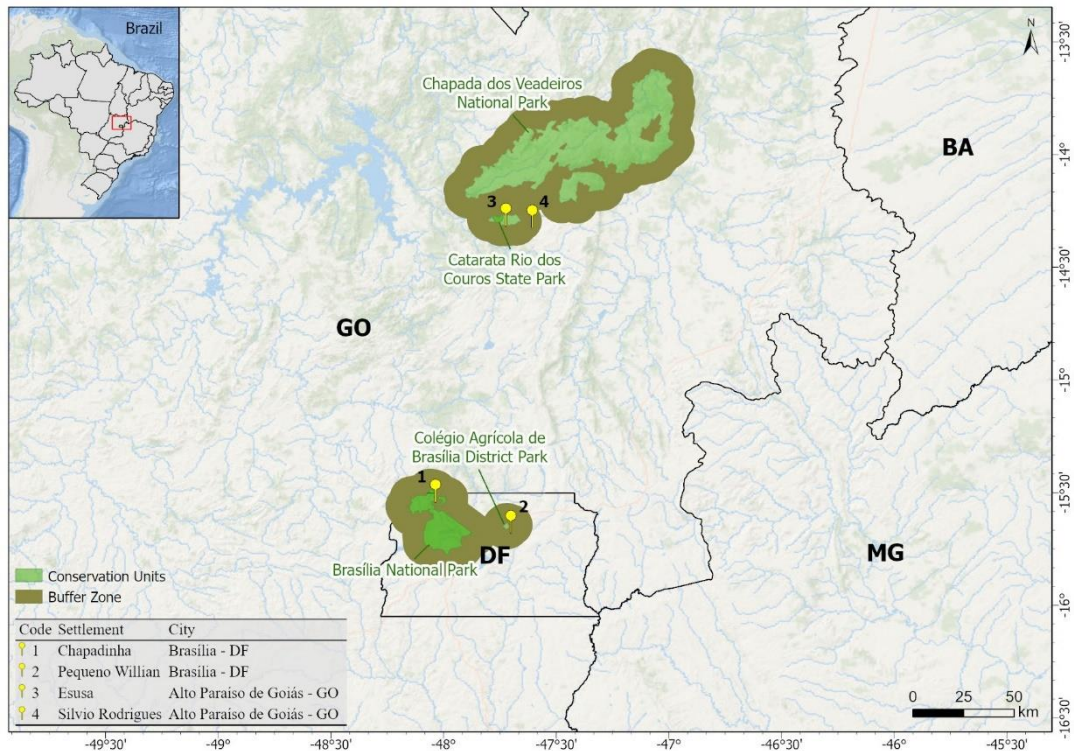 Brazil
N
Chapada dos Veadeiros
National Park
BA
3
4
Catarata Rio dos
Couros State Park
GO
Colégio Agrícola de
Brasília District Park
1
2
DF
MG
Brasília National Park
Conservation Units
Buffer Zone
Code Settlement City
1 Chapadinha Brasília - DF
2 Pequeno Willian Brasília - DF
3 Esusa Alto Paraiso de Goiás - GO
4 Silvio Rodrigues Alto Paraiso de Goiás - GO
0 25 50
km
-13°30'
-14°
-14°30'
-15°
-15°30'
-16°
-16°30'
-49°30' -49° -48°30' -48° -47°30' -47° -46°30' -46° -45°30'